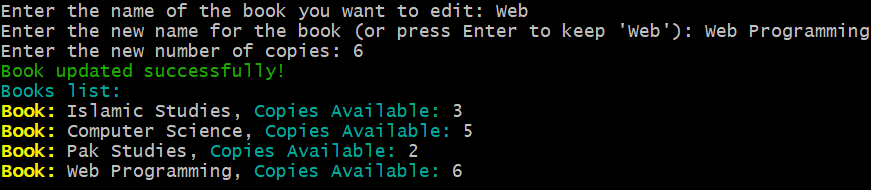 Enter the name of the book you want to edit: Web
Enter the new name for the book (or press Enter to keep 'Web'): Web Programming
Enter the new number of copies: 6
Book updated successfully!
Books list:
Book: Islamic Studies, Copies Available: 3
Book: Computer Science, Copies Available: 5
Book: Pak Studies, Copies Available: 2
Book: Web Programming, Copies Available: 6